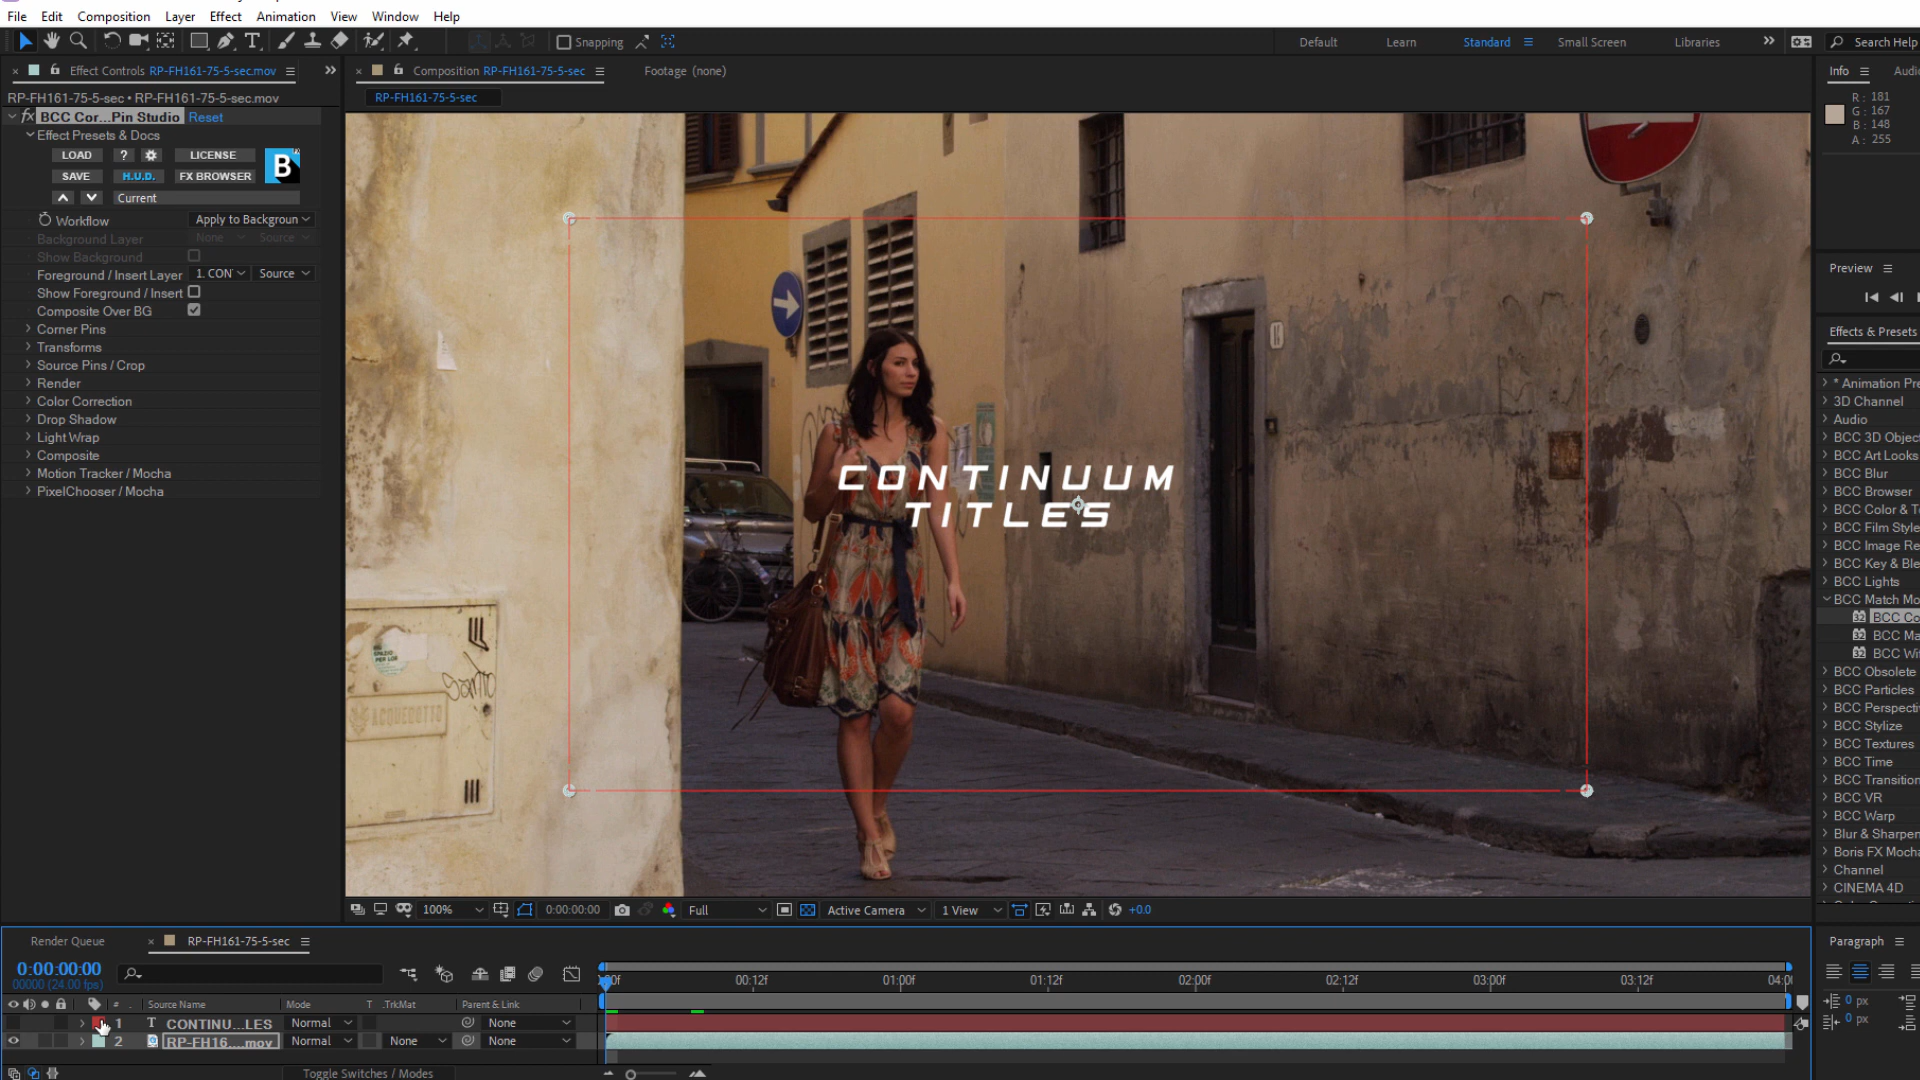 File Edit Composition Layer Effect Animation View Window Help
Snapping
Default Learn Standard Small Screen Libraries Search Help
Effect Controls RP-FH161-75-5-sec.mov
Composition RP-FH161-75-5-sec
Footage (none)
Info Audio
RP-FH161-75-5-sec • RP-FH161-75-5-sec.mov
RP-FH161-75-5-sec
R: 181
G: 167
B: 148
A: 255
fx BCC Cor...Pin Studio Reset
Effect Presets & Docs
LOAD ? LICENSE
SAVE H.U.D. FX BROWSER
B
Current
Workflow Apply to Backgroun
Background Layer None Source
Show Background
Foreground / Insert Layer 1. CON Source
Show Foreground / Insert
Composite Over BG
Corner Pins
Transforms
Source Pins / Crop
Render
Color Correction
Drop Shadow
Light Wrap
Composite
Motion Tracker / Mocha
PixelChooser / Mocha
CONTINUUM
TITLES
ACQUEDOTTO
Preview
Effects & Presets
* Animation Pre
3D Channel
Audio
BCC 3D Objec
BCC Art Looks
BCC Blur
BCC Browser
BCC Color & T
BCC Film Style
BCC Image Re
BCC Key & Ble
BCC Lights
BCC Match Mo
BCC Co
BCC Ma
BCC Wi
BCC Obsolete
BCC Particles
BCC Perspecti
BCC Stylize
BCC Textures
BCC Time
BCC Transition
BCC VR
BCC Warp
Blur & Sharpen
Boris FX Mocha
Channel
CINEMA 4D
100% 0:00:00:00 Full Active Camera 1 View +0.0
Render Queue RP-FH161-75-5-sec
0:00:00:00
00000 (24.00 fps)
00f 00:12f 01:00f 01:12f 02:00f 02:12f 03:00f 03:12f 04:0
# Source Name Mode T .TrkMat Parent & Link
1 T CONTINU...LES Normal None
2 RP-FH16....mov Normal None None
Toggle Switches / Modes
Paragraph
0 px
0 px